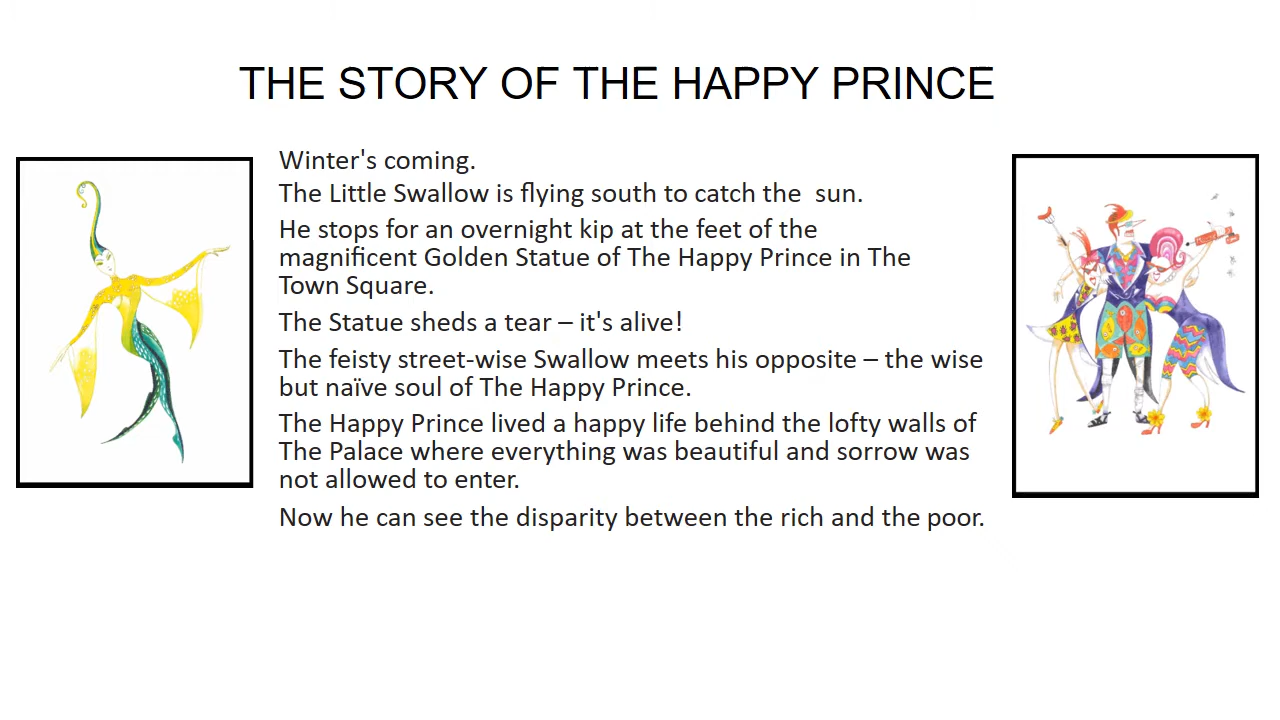 THE STORY OF THE HAPPY PRINCE
Winter's coming.
The Little Swallow is flying south to catch the  sun.
He stops for an overnight kip at the feet of the
magnificent Golden Statue of The Happy Prince in The
Town Square.
The Statue sheds a tear – it's alive!
The feisty street-wise Swallow meets his opposite – the wise
but naïve soul of The Happy Prince.
The Happy Prince lived a happy life behind the lofty walls of
The Palace where everything was beautiful and sorrow was
not allowed to enter.
Now he can see the disparity between the rich and the poor.